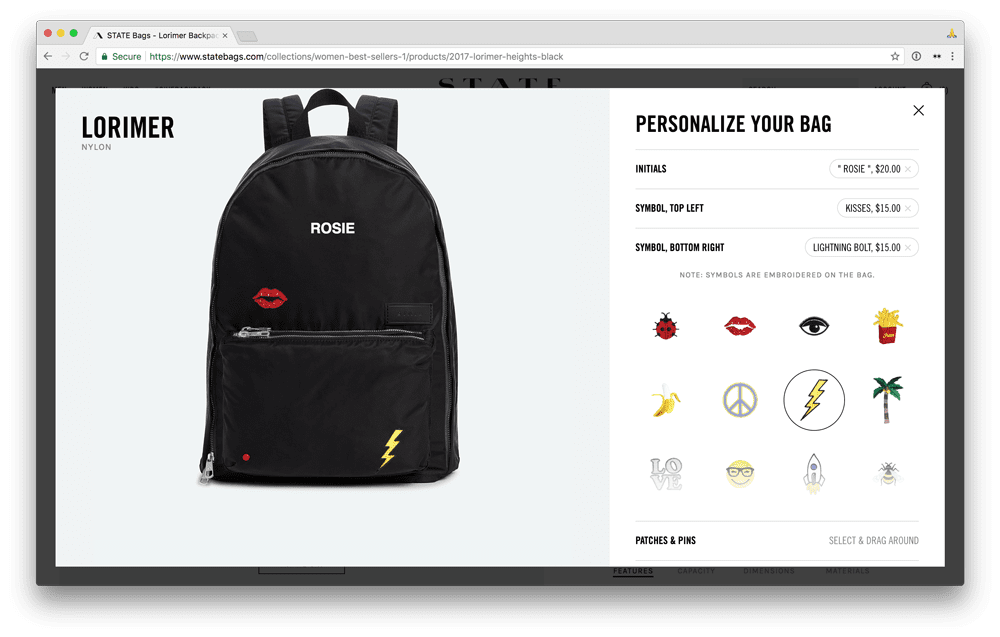 STATE Bags - Lorimer Backpac
Secure https://www.statebags.com/collections/women-best-sellers-1/products/2017-lorimer-heights-black
STATE
LORIMER
NYLON
ROSIE
PERSONALIZE YOUR BAG
INITIALS
" ROSIE ", $20.00
SYMBOL, TOP LEFT
KISSES, $15.00
SYMBOL, BOTTOM RIGHT
LIGHTNING BOLT, $15.00
NOTE: SYMBOLS ARE EMBROIDERED ON THE BAG.
LOVE
PATCHES & PINS
SELECT & DRAG AROUND
FEATURES CAPACITY DIMENSIONS MATERIALS